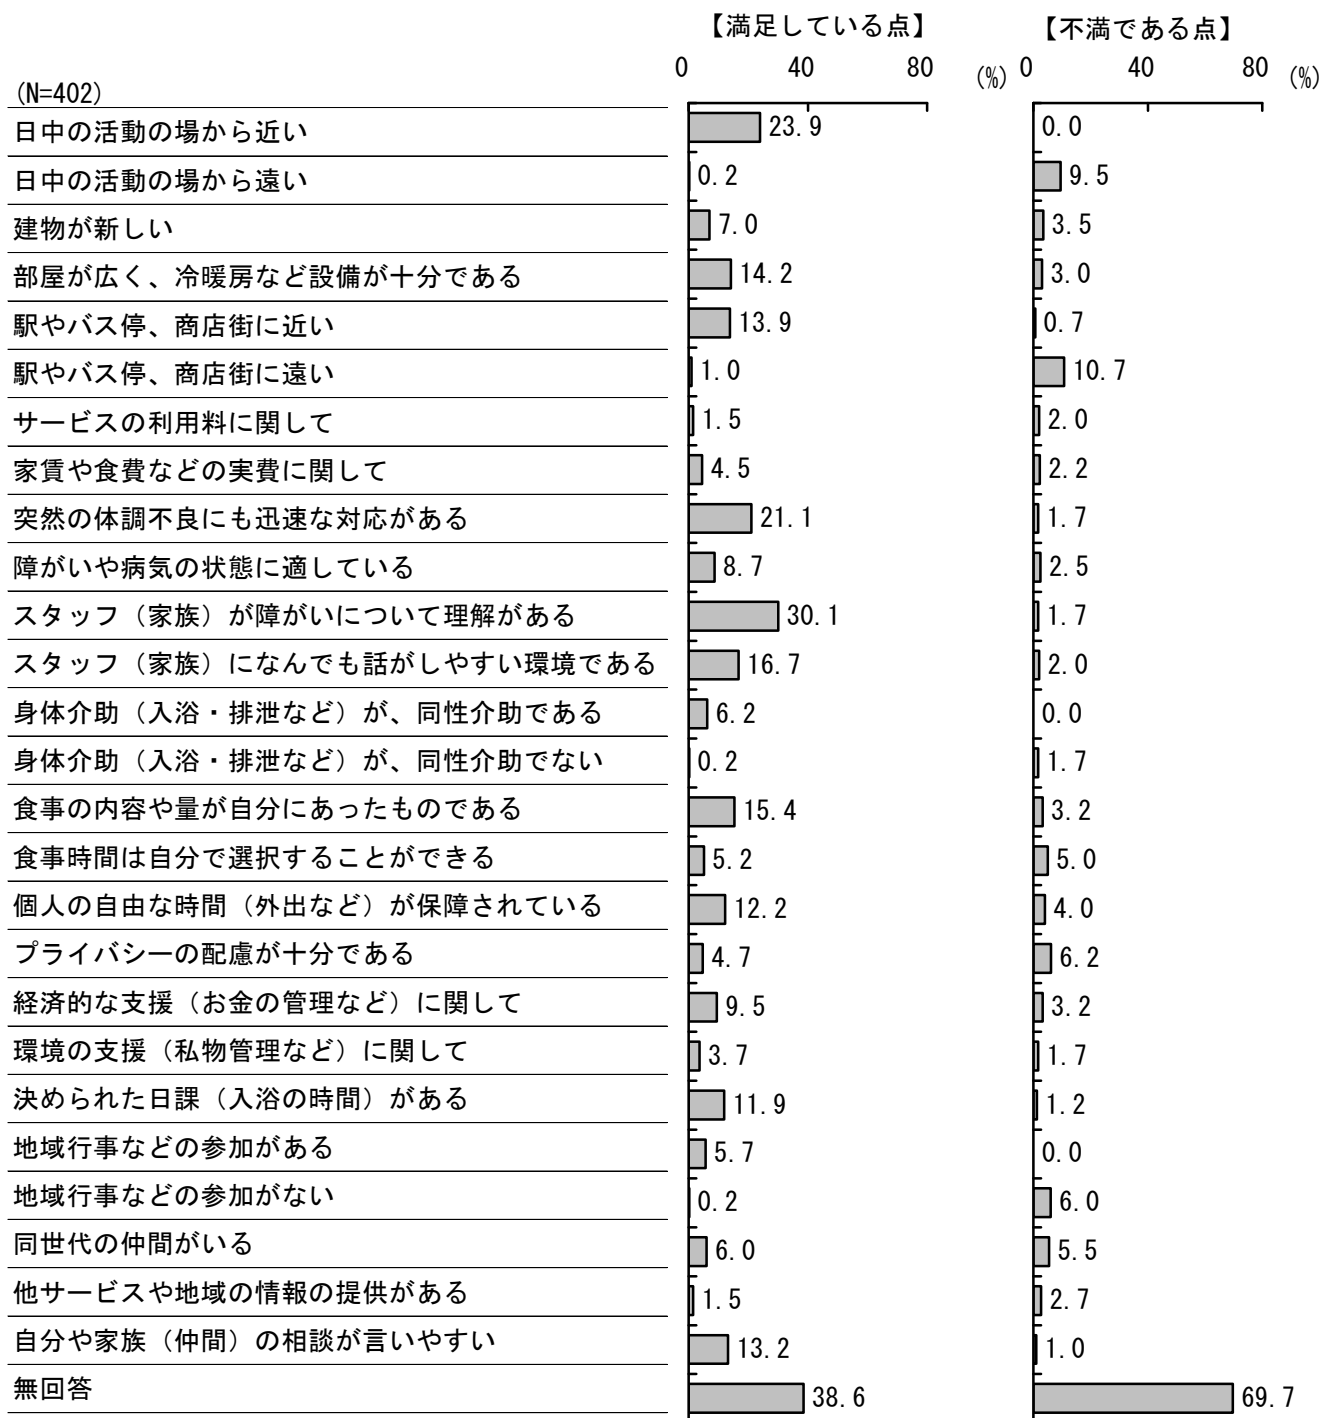 【満足している点】 【不満である点】
0 40 80 (%) 0 40 80 (%)
(N=402)
日中の活動の場から近い 23.9 0.0
日中の活動の場から遠い 0.2 9.5
建物が新しい 7.0 3.5
部屋が広く、冷暖房など設備が十分である 14.2 3.0
駅やバス停、商店街に近い 13.9 0.7
駅やバス停、商店街に遠い 1.0 10.7
サービスの利用料に関して 1.5 2.0
家賃や食費などの実費に関して 4.5 2.2
突然の体調不良にも迅速な対応がある 21.1 1.7
障がいや病気の状態に適している 8.7 2.5
スタッフ（家族）が障がいについて理解がある 30.1 1.7
スタッフ（家族）になんでも話がしやすい環境である 16.7 2.0
身体介助（入浴・排泄など）が、同性介助である 6.2 0.0
身体介助（入浴・排泄など）が、同性介助でない 0.2 1.7
食事の内容や量が自分にあったものである 15.4 3.2
食事時間は自分で選択することができる 5.2 5.0
個人の自由な時間（外出など）が保障されている 12.2 4.0
プライバシーの配慮が十分である 4.7 6.2
経済的な支援（お金の管理など）に関して 9.5 3.2
環境の支援（私物管理など）に関して 3.7 1.7
決められた日課（入浴の時間）がある 11.9 1.2
地域行事などの参加がある 5.7 0.0
地域行事などの参加がない 0.2 6.0
同世代の仲間がいる 6.0 5.5
他サービスや地域の情報の提供がある 1.5 2.7
自分や家族（仲間）の相談が言いやすい 13.2 1.0
無回答 38.6 69.7